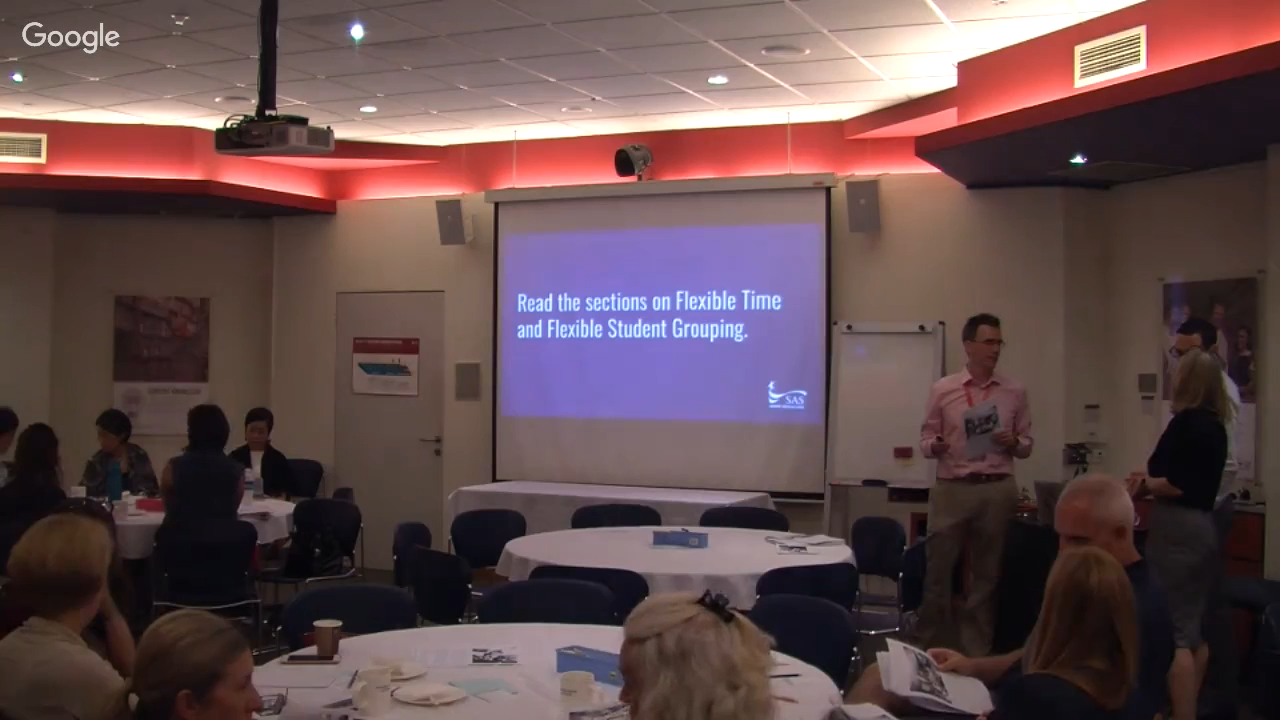 Google
Read the sections on Flexible Time
and Flexible Student Grouping.
SAS